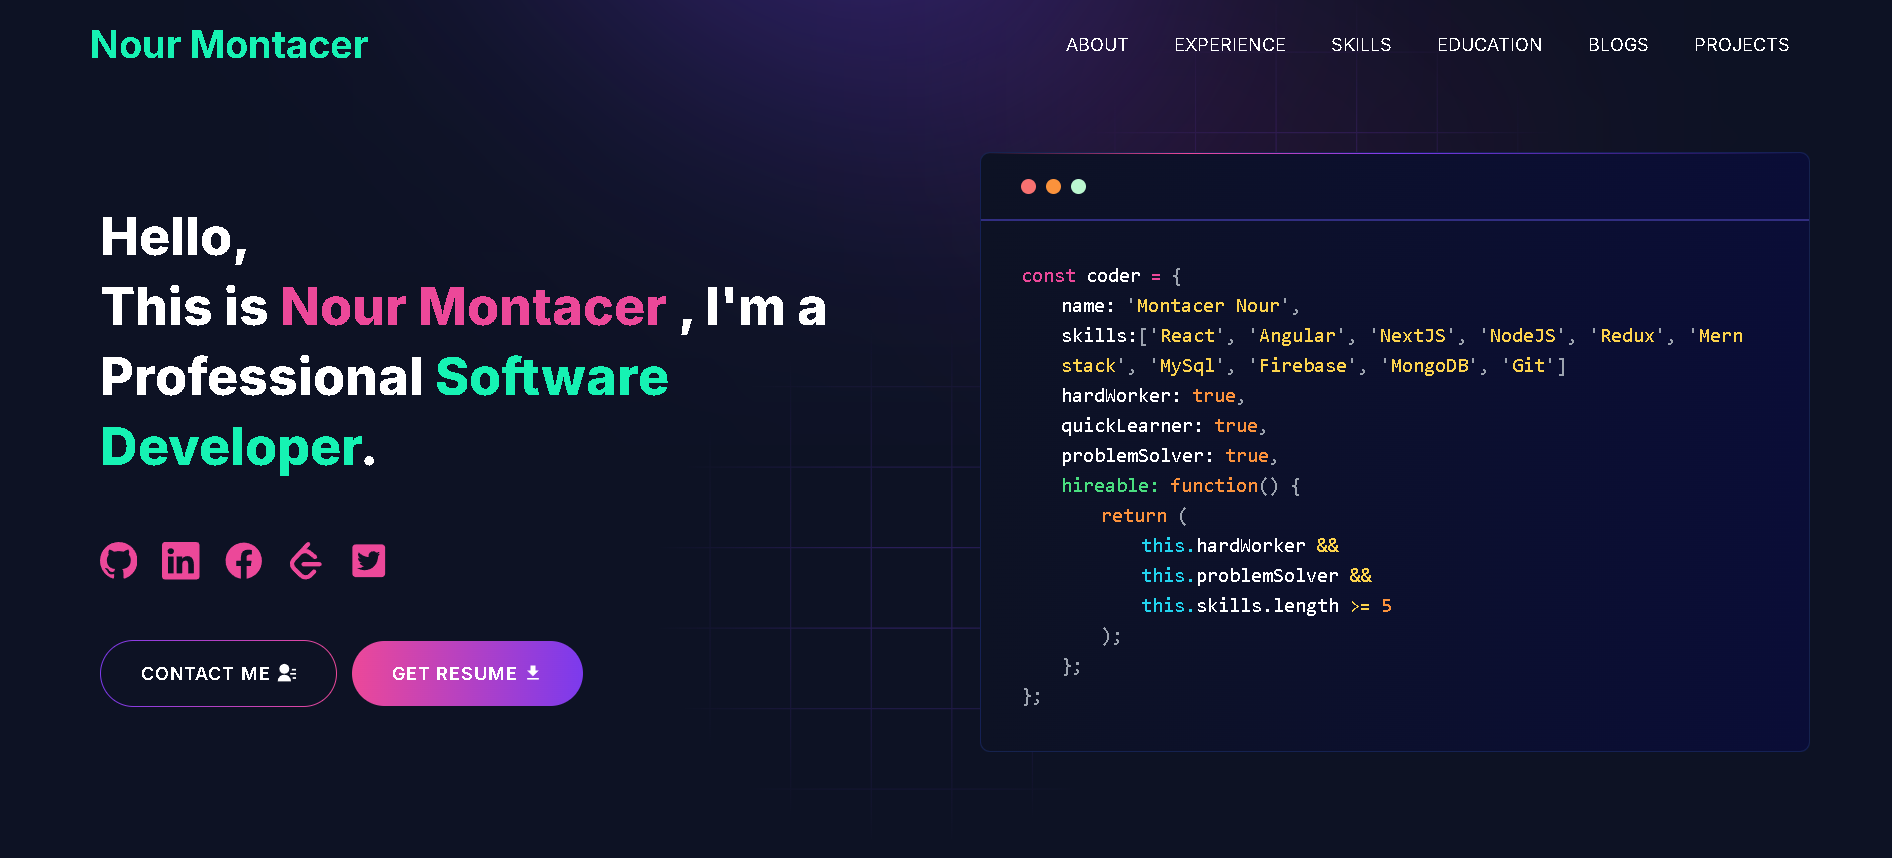 Nour Montacer
ABOUT EXPERIENCE SKILLS EDUCATION BLOGS PROJECTS
Hello,
This is Nour Montacer , I'm a
Professional Software
Developer.
CONTACT ME
GET RESUME
const coder = {
name: 'Montacer Nour',
skills:['React', 'Angular', 'NextJS', 'NodeJS', 'Redux', 'Mern
stack', 'MySql', 'Firebase', 'MongoDB', 'Git']
hardWorker: true,
quickLearner: true,
problemSolver: true,
hireable: function() {
return (
this.hardWorker &&
this.problemSolver &&
this.skills.length >= 5
);
};
};